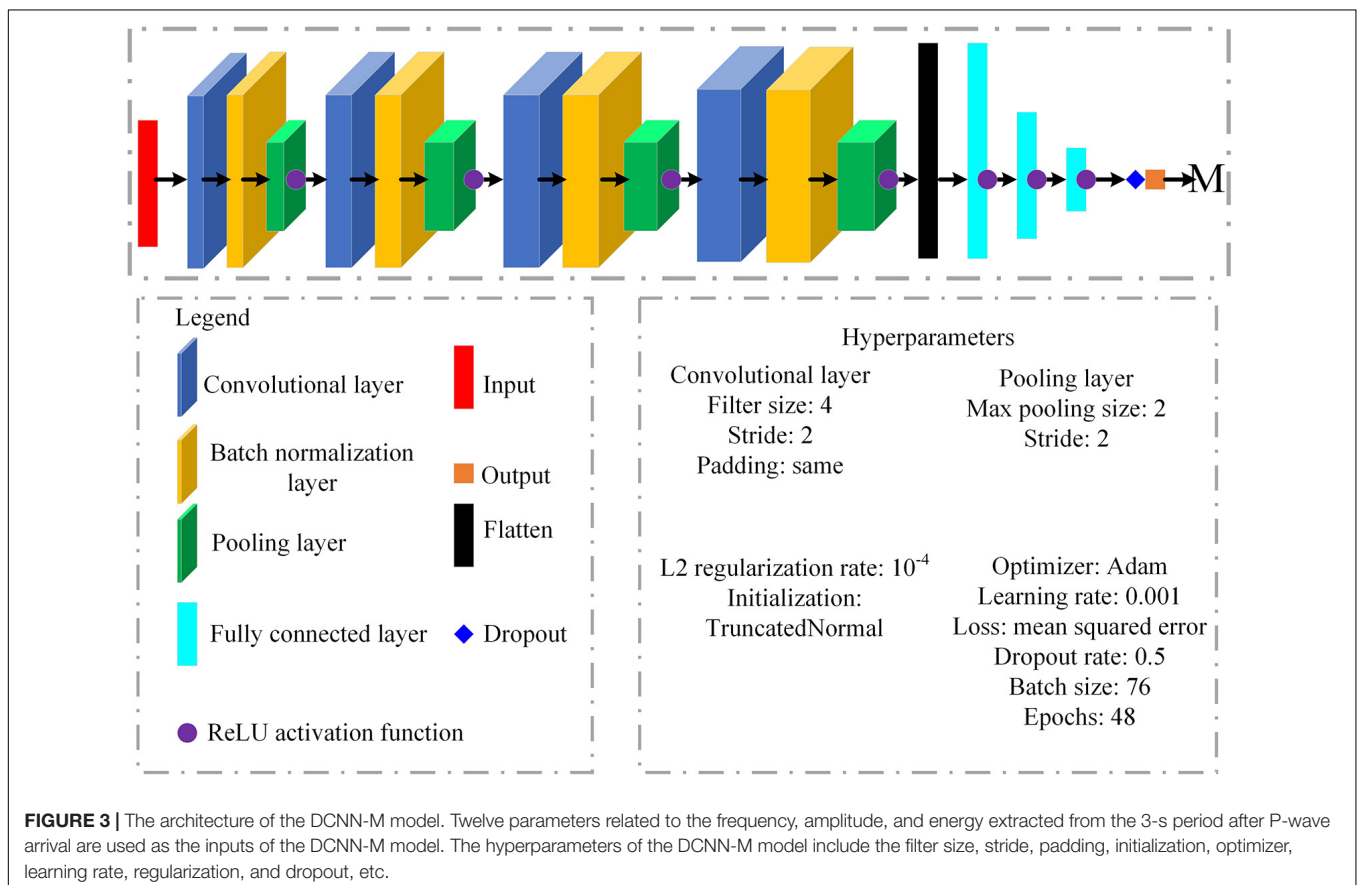 M
Legend
Convolutional layer
Input
Batch normalization
layer
Output
Pooling layer
Flatten
Fully connected layer
Dropout
ReLU activation function
Hyperparameters
Convolutional layer
Filter size: 4
Stride: 2
Padding: same
Pooling layer
Max pooling size: 2
Stride: 2
L2 regularization rate: 10⁻⁴
Initialization:
TruncatedNormal
Optimizer: Adam
Learning rate: 0.001
Loss: mean squared error
Dropout rate: 0.5
Batch size: 76
Epochs: 48
FIGURE 3 | The architecture of the DCNN-M model. Twelve parameters related to the frequency, amplitude, and energy extracted from the 3-s period after P-wave
arrival are used as the inputs of the DCNN-M model. The hyperparameters of the DCNN-M model include the filter size, stride, padding, initialization, optimizer,
learning rate, regularization, and dropout, etc.